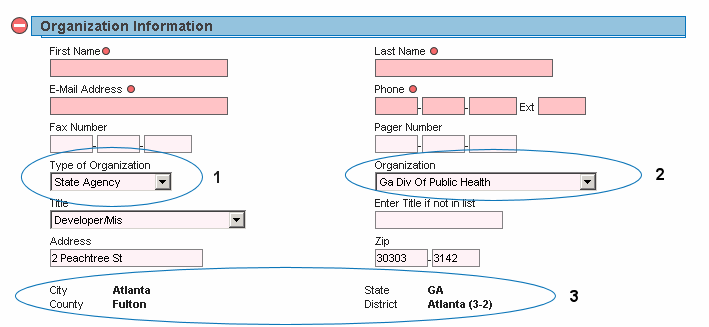 Organization Information
First Name Last Name
E-Mail Address Phone
- - Ext
Fax Number Pager Number
- - - -
Type of Organization 1 Organization 2
State Agency Ga Div Of Public Health
Title Enter Title if not in list
Developer/Mis
Address Zip
2 Peachtree St 30303 - 3142
City Atlanta State GA
County Fulton District Atlanta (3-2) 3